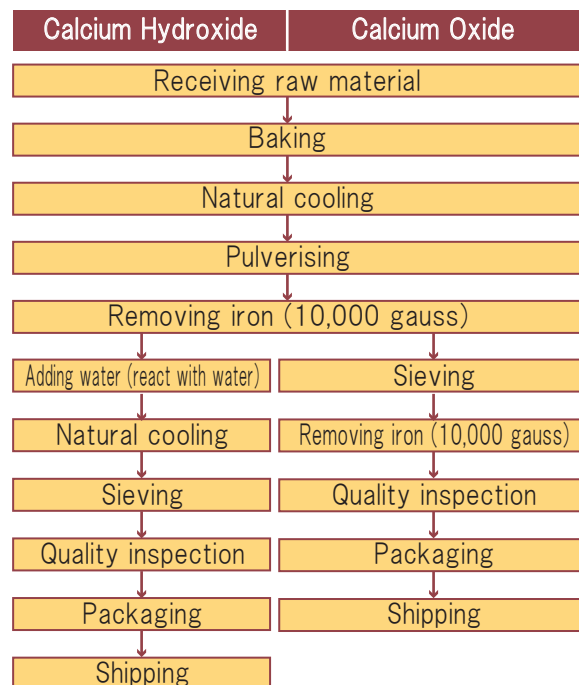 Calcium Hydroxide
Calcium Oxide
Receiving raw material
Baking
Natural cooling
Pulverising
Removing iron (10,000 gauss)
Adding water (react with water)
Natural cooling
Sieving
Quality inspection
Packaging
Shipping
Sieving
Removing iron (10,000 gauss)
Quality inspection
Packaging
Shipping